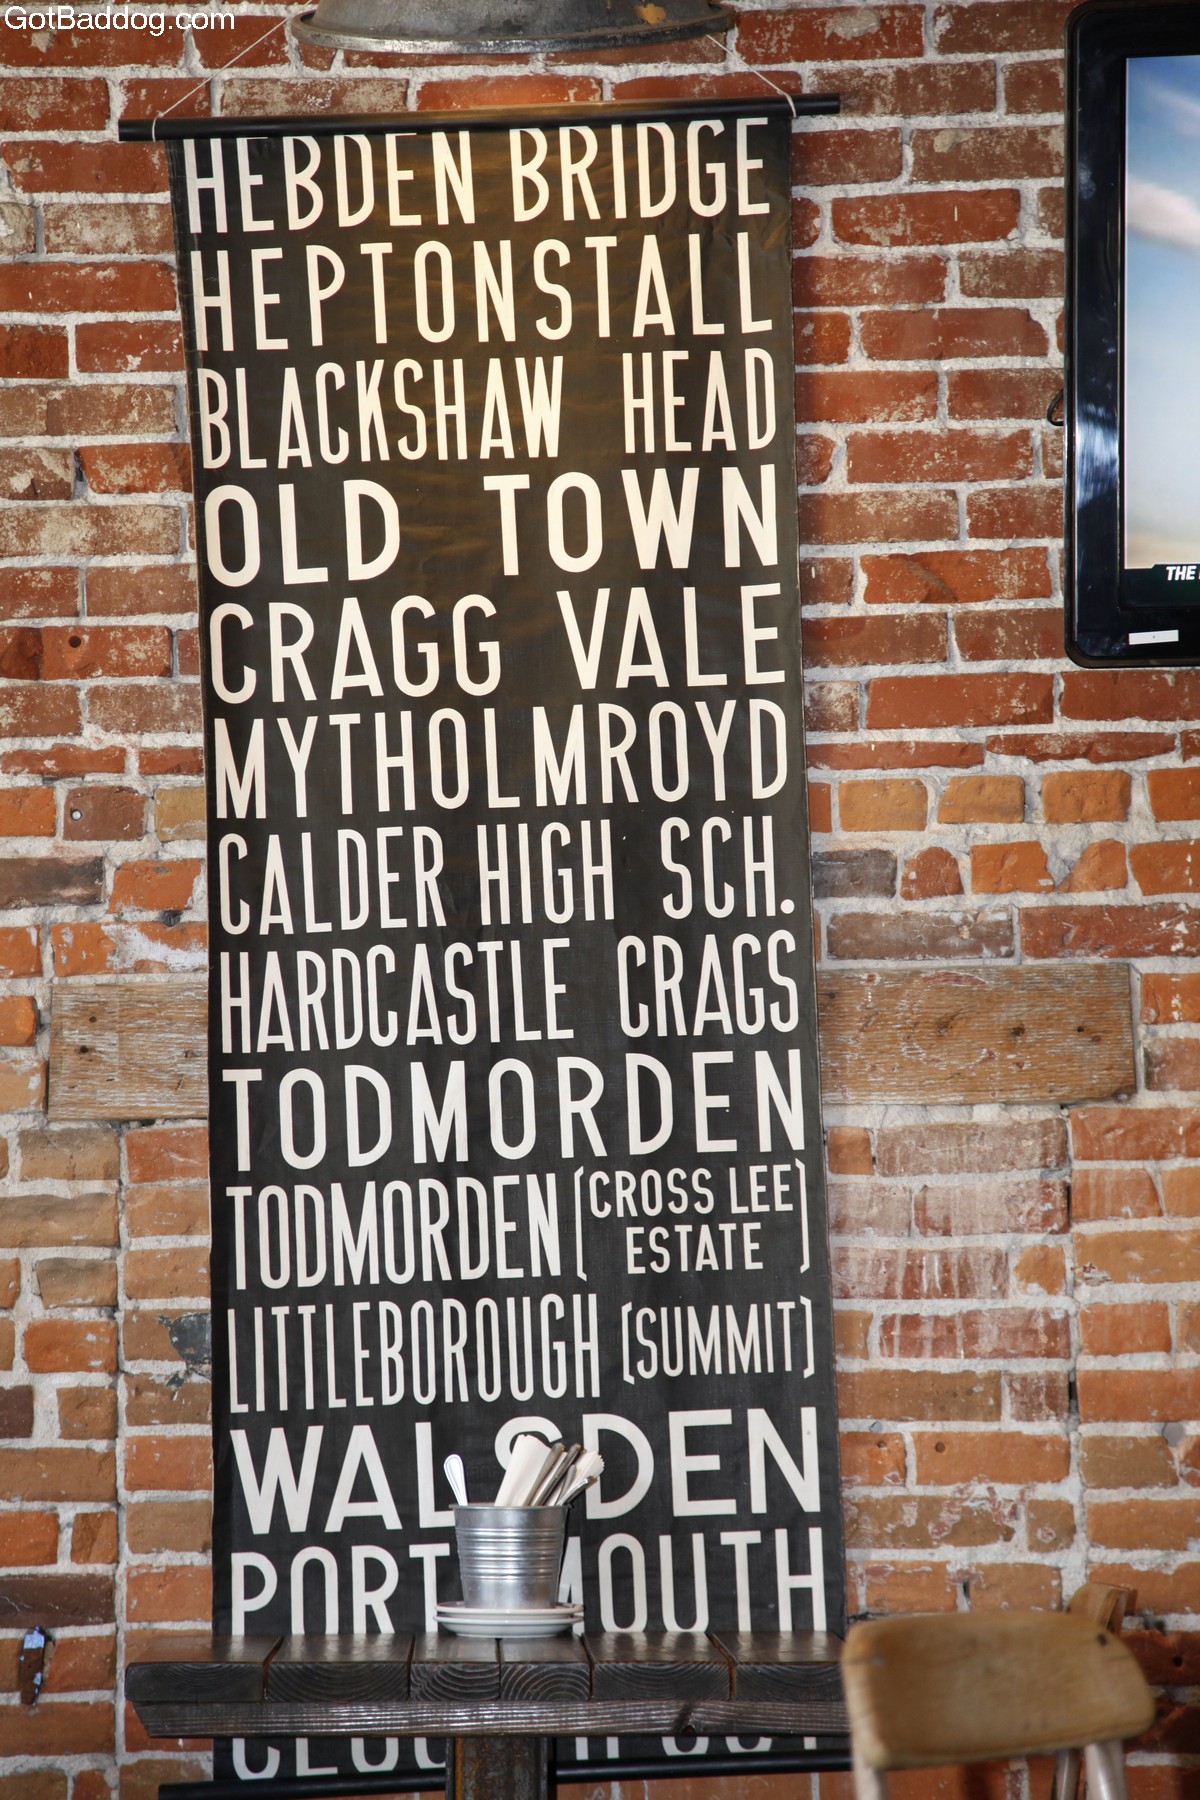 GotBaddog.com
HEBDEN BRIDGE
HEPTONSTALL
BLACKSHAW HEAD
OLD TOWN
CRAGG VALE
MYTHOLMROYD
CALDER HIGH SCH.
HARDCASTLE CRAGS
TODMORDEN
TODMORDEN (CROSS LEE
ESTATE)
LITTLEBOROUGH (SUMMIT)
WALSDEN
THE